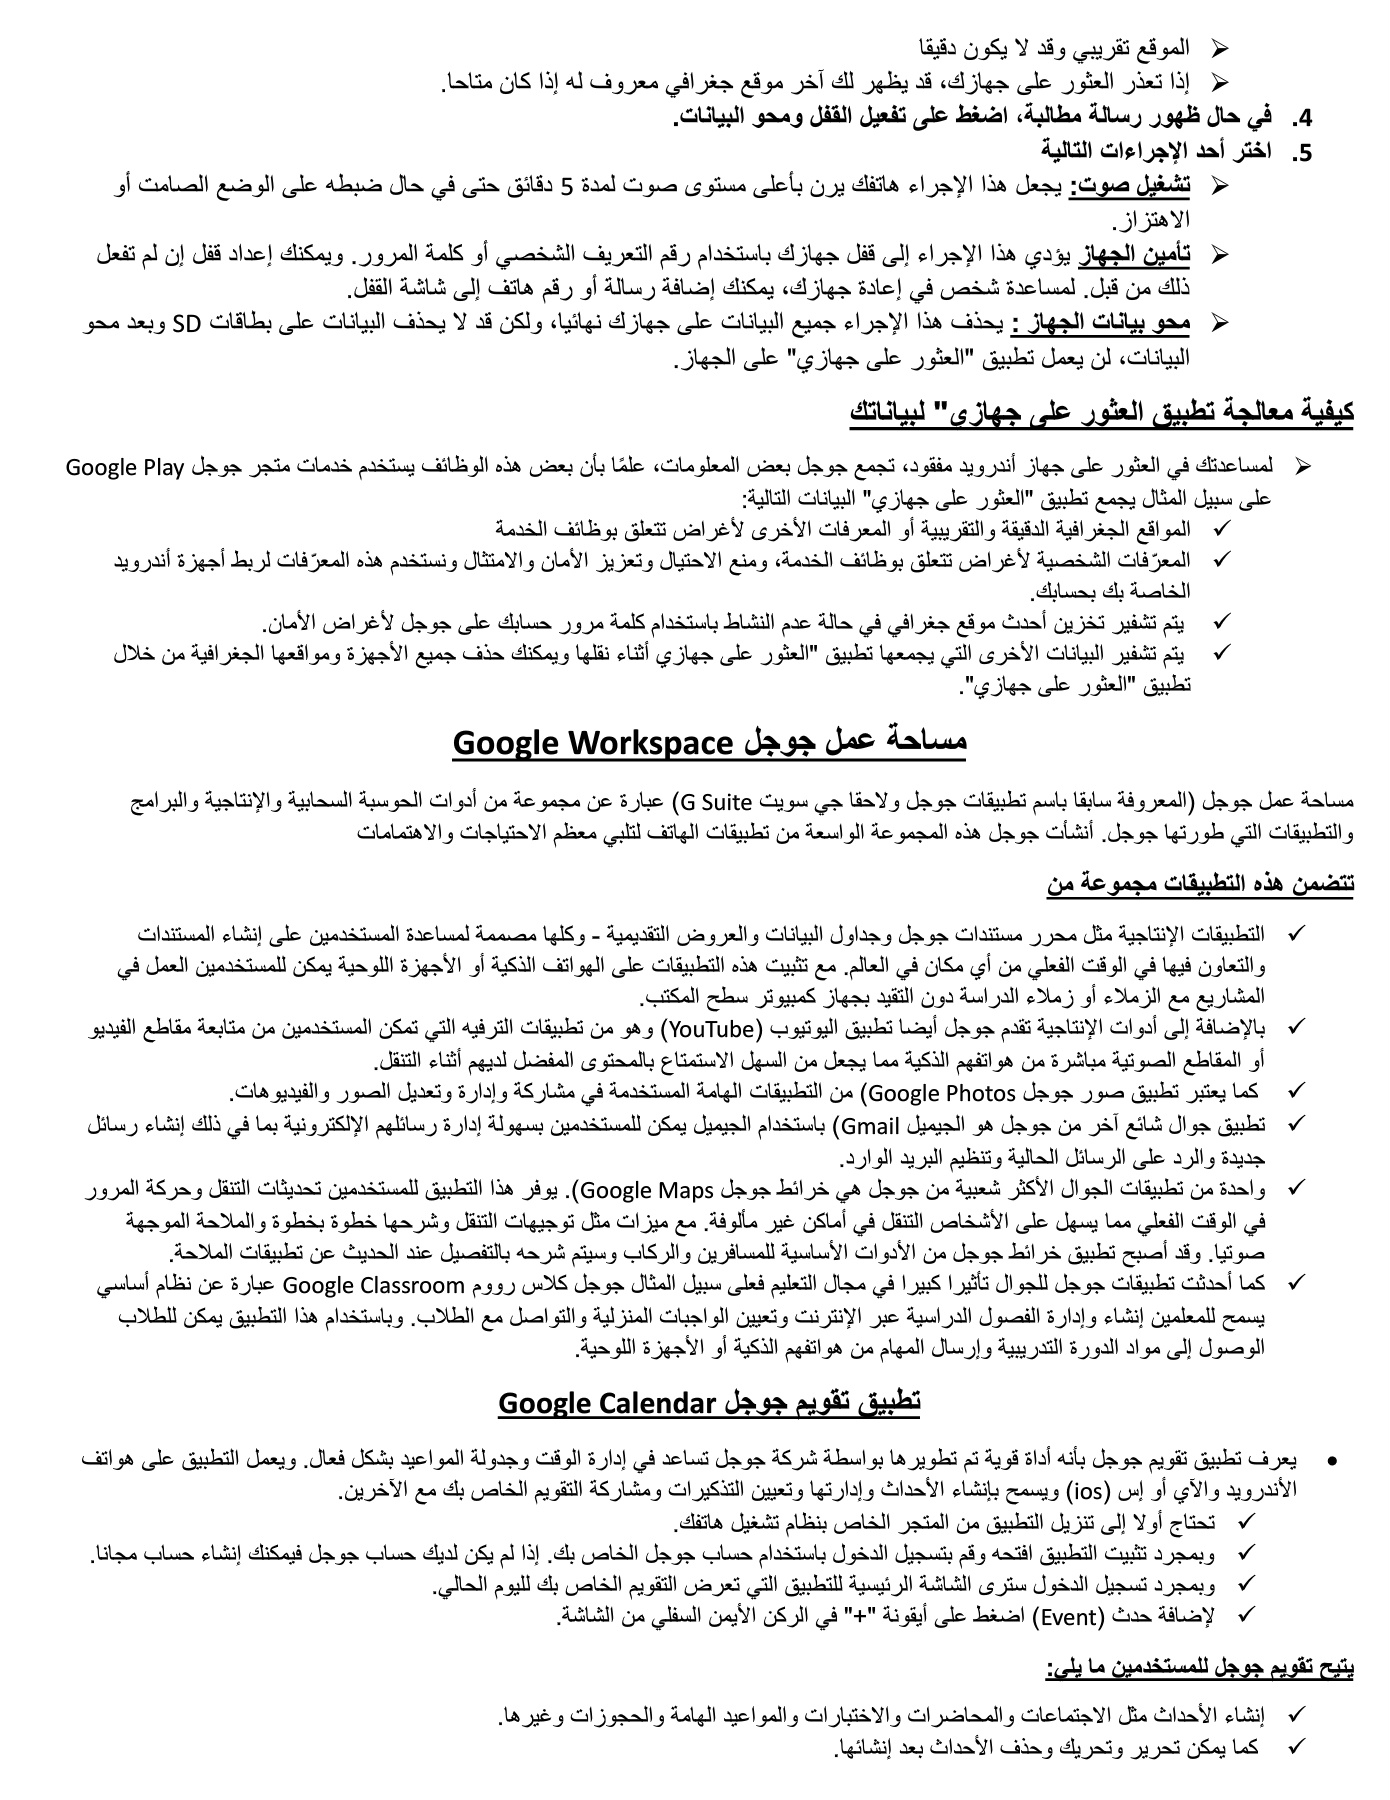 ➢ الموقع تقريبي وقد لا يكون دقيقا
➢ إذا تعذر العثور على جهازك، قد يظهر لك آخر موقع جغرافي معروف له إذا كان متاحا.
4. في حال ظهور رسالة مطالبة، اضغط على تفعيل القفل ومحو البيانات.
5. اختر أحد الإجراءات التالية
➢ تشغيل صوت: يجعل هذا الإجراء هاتفك يرن بأعلى مستوى صوت لمدة 5 دقائق حتى في حال ضبطه على الوضع الصامت أو
الاهتزاز.
➢ تأمين الجهاز يؤدي هذا الإجراء إلى قفل جهازك باستخدام رقم التعريف الشخصي أو كلمة المرور. ويمكنك إعداد قفل إن لم تفعل
ذلك من قبل. لمساعدة شخص في إعادة جهازك، يمكنك إضافة رسالة أو رقم هاتف إلى شاشة القفل.
➢ محو بيانات الجهاز : يحذف هذا الإجراء جميع البيانات على جهازك نهائيا، ولكن قد لا يحذف البيانات على بطاقات SD وبعد محو
البيانات، لن يعمل تطبيق "العثور على جهازي" على الجهاز.
كيفية معالجة تطبيق العثور على جهازي" لبياناتك
➢ لمساعدتك في العثور على جهاز أندرويد مفقود، تجمع جوجل بعض المعلومات، علمًا بأن بعض هذه الوظائف يستخدم خدمات متجر جوجل Google Play
على سبيل المثال يجمع تطبيق "العثور على جهازي" البيانات التالية:
✓ المواقع الجغرافية الدقيقة والتقريبية أو المعرفات الأخرى لأغراض تتعلق بوظائف الخدمة
✓ المعرّفات الشخصية لأغراض تتعلق بوظائف الخدمة، ومنع الاحتيال وتعزيز الأمان والامتثال ونستخدم هذه المعرّفات لربط أجهزة أندرويد
الخاصة بك بحسابك.
✓ يتم تشفير تخزين أحدث موقع جغرافي في حالة عدم النشاط باستخدام كلمة مرور حسابك على جوجل لأغراض الأمان.
✓ يتم تشفير البيانات الأخرى التي يجمعها تطبيق "العثور على جهازي أثناء نقلها ويمكنك حذف جميع الأجهزة ومواقعها الجغرافية من خلال
تطبيق "العثور على جهازي".
مساحة عمل جوجل Google Workspace
مساحة عمل جوجل (المعروفة سابقا باسم تطبيقات جوجل ولاحقا جي سويت G Suite) عبارة عن مجموعة من أدوات الحوسبة السحابية والإنتاجية والبرامج
والتطبيقات التي طورتها جوجل. أنشأت جوجل هذه المجموعة الواسعة من تطبيقات الهاتف لتلبي معظم الاحتياجات والاهتمامات
تتضمن هذه التطبيقات مجموعة من
✓ التطبيقات الإنتاجية مثل محرر مستندات جوجل وجداول البيانات والعروض التقديمية - وكلها مصممة لمساعدة المستخدمين على إنشاء المستندات
والتعاون فيها في الوقت الفعلي من أي مكان في العالم. مع تثبيت هذه التطبيقات على الهواتف الذكية أو الأجهزة اللوحية يمكن للمستخدمين العمل في
المشاريع مع الزملاء أو زملاء الدراسة دون التقيد بجهاز كمبيوتر سطح المكتب.
✓ بالإضافة إلى أدوات الإنتاجية تقدم جوجل أيضا تطبيق اليوتيوب (YouTube) وهو من تطبيقات الترفيه التي تمكن المستخدمين من متابعة مقاطع الفيديو
أو المقاطع الصوتية مباشرة من هواتفهم الذكية مما يجعل من السهل الاستمتاع بالمحتوى المفضل لديهم أثناء التنقل.
✓ كما يعتبر تطبيق صور جوجل Google Photos) من التطبيقات الهامة المستخدمة في مشاركة وإدارة وتعديل الصور والفيديوهات.
✓ تطبيق جوال شائع آخر من جوجل هو الجيميل Gmail) باستخدام الجيميل يمكن للمستخدمين بسهولة إدارة رسائلهم الإلكترونية بما في ذلك إنشاء رسائل
جديدة والرد على الرسائل الحالية وتنظيم البريد الوارد.
✓ واحدة من تطبيقات الجوال الأكثر شعبية من جوجل هي خرائط جوجل Google Maps). يوفر هذا التطبيق للمستخدمين تحديثات التنقل وحركة المرور
في الوقت الفعلي مما يسهل على الأشخاص التنقل في أماكن غير مألوفة. مع ميزات مثل توجيهات التنقل وشرحها خطوة بخطوة والملاحة الموجهة
صوتيا. وقد أصبح تطبيق خرائط جوجل من الأدوات الأساسية للمسافرين والركاب وسيتم شرحه بالتفصيل عند الحديث عن تطبيقات الملاحة.
✓ كما أحدثت تطبيقات جوجل للجوال تأثيرا كبيرا في مجال التعليم فعلى سبيل المثال جوجل كلاس رووم Google Classroom عبارة عن نظام أساسي
يسمح للمعلمين إنشاء وإدارة الفصول الدراسية عبر الإنترنت وتعيين الواجبات المنزلية والتواصل مع الطلاب. وباستخدام هذا التطبيق يمكن للطلاب
الوصول إلى مواد الدورة التدريبية وإرسال المهام من هواتفهم الذكية أو الأجهزة اللوحية.
تطبيق تقويم جوجل Google Calendar
• يعرف تطبيق تقويم جوجل بأنه أداة قوية تم تطويرها بواسطة شركة جوجل تساعد في إدارة الوقت وجدولة المواعيد بشكل فعال. ويعمل التطبيق على هواتف
الأندرويد والآي أو إس (ios) ويسمح بإنشاء الأحداث وإدارتها وتعيين التذكيرات ومشاركة التقويم الخاص بك مع الآخرين.
✓ تحتاج أولا إلى تنزيل التطبيق من المتجر الخاص بنظام تشغيل هاتفك.
✓ وبمجرد تثبيت التطبيق افتحه وقم بتسجيل الدخول باستخدام حساب جوجل الخاص بك. إذا لم يكن لديك حساب جوجل فيمكنك إنشاء حساب مجانا.
✓ وبمجرد تسجيل الدخول سترى الشاشة الرئيسية للتطبيق التي تعرض التقويم الخاص بك لليوم الحالي.
✓ لإضافة حدث (Event) اضغط على أيقونة "+" في الركن الأيمن السفلي من الشاشة.
يتيح تقويم جوجل للمستخدمين ما يلي:
✓ إنشاء الأحداث مثل الاجتماعات والمحاضرات والاختبارات والمواعيد الهامة والحجوزات وغيرها.
✓ كما يمكن تحرير وتحريك وحذف الأحداث بعد إنشائها.